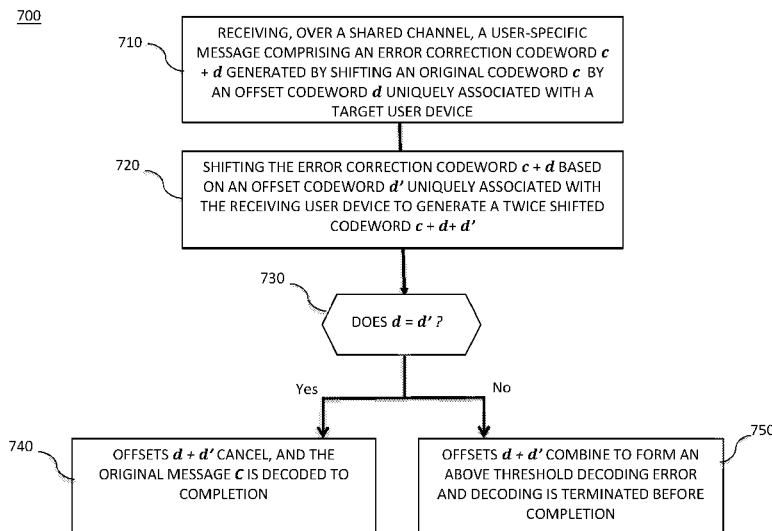 700
710
RECEIVING, OVER A SHARED CHANNEL, A USER-SPECIFIC
MESSAGE COMPRISING AN ERROR CORRECTION CODEWORD c
+ d GENERATED BY SHIFTING AN ORIGINAL CODEWORD c BY
AN OFFSET CODEWORD d UNIQUELY ASSOCIATED WITH A
TARGET USER DEVICE
720
SHIFTING THE ERROR CORRECTION CODEWORD c + d BASED
ON AN OFFSET CODEWORD d' UNIQUELY ASSOCIATED WITH
THE RECEIVING USER DEVICE TO GENERATE A TWICE SHIFTED
CODEWORD c + d+ d'
730
DOES d = d' ?
Yes
No
740
OFFSETS d + d' CANCEL, AND THE
ORIGINAL MESSAGE C IS DECODED TO
COMPLETION
750
OFFSETS d + d' COMBINE TO FORM AN
ABOVE THRESHOLD DECODING ERROR
AND DECODING IS TERMINATED BEFORE
COMPLETION